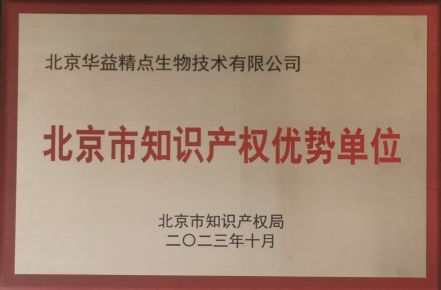 北京华益精点生物技术有限公司
北京市知识产权优势单位
北京市知识产权局
二〇二三年十月